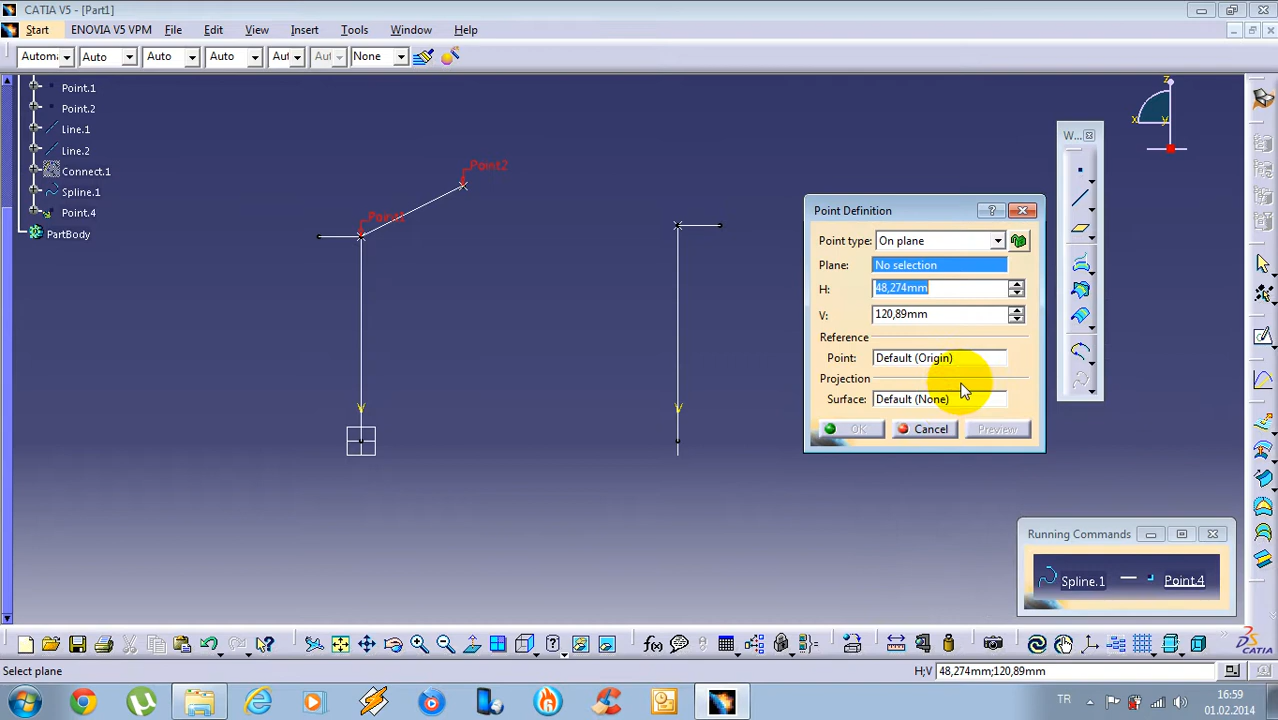 CATIA V5 - [Part1]
Start ENOVIA V5 VPM File Edit View Insert Tools Window Help
Automa Auto Auto Auto Aut Aut None
Point.1
Point.2
Line.1
Line.2
Connect.1
Spline.1
Point.4
PartBody
Point2
Point1
z
x
y
W...
Point Definition
Point type: On plane
Plane: No selection
H: 48,274mm
V: 120,89mm
Reference
Point: Default (Origin)
Projection
Surface: Default (None)
OK Cancel Preview
Running Commands
Spline.1 Point.4
f(x)
CATIA
Select plane H;V 48,274mm;120,89mm
TR 16:59
01.02.2014